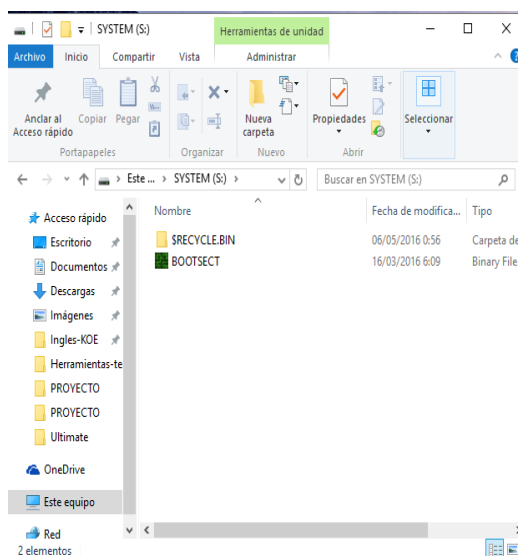 SYSTEM (S:)
Herramientas de unidad
Archivo Inicio Compartir Vista Administrar
Anclar al Acceso rápido
Copiar
Pegar
Nueva carpeta
Propiedades
Seleccionar
Portapapeles Organizar Nuevo Abrir
Este ... SYSTEM (S:)
Buscar en SYSTEM (S:)
Nombre Fecha de modifica... Tipo
$RECYCLE.BIN 06/05/2016 0:56 Carpeta de
BOOTSECT 16/03/2016 6:09 Binary File
Acceso rápido
Escritorio
Documentos
Descargas
Imágenes
Ingles-KOE
Herramientas-te
PROYECTO
PROYECTO
Ultimate
OneDrive
Este equipo
Red
2 elementos